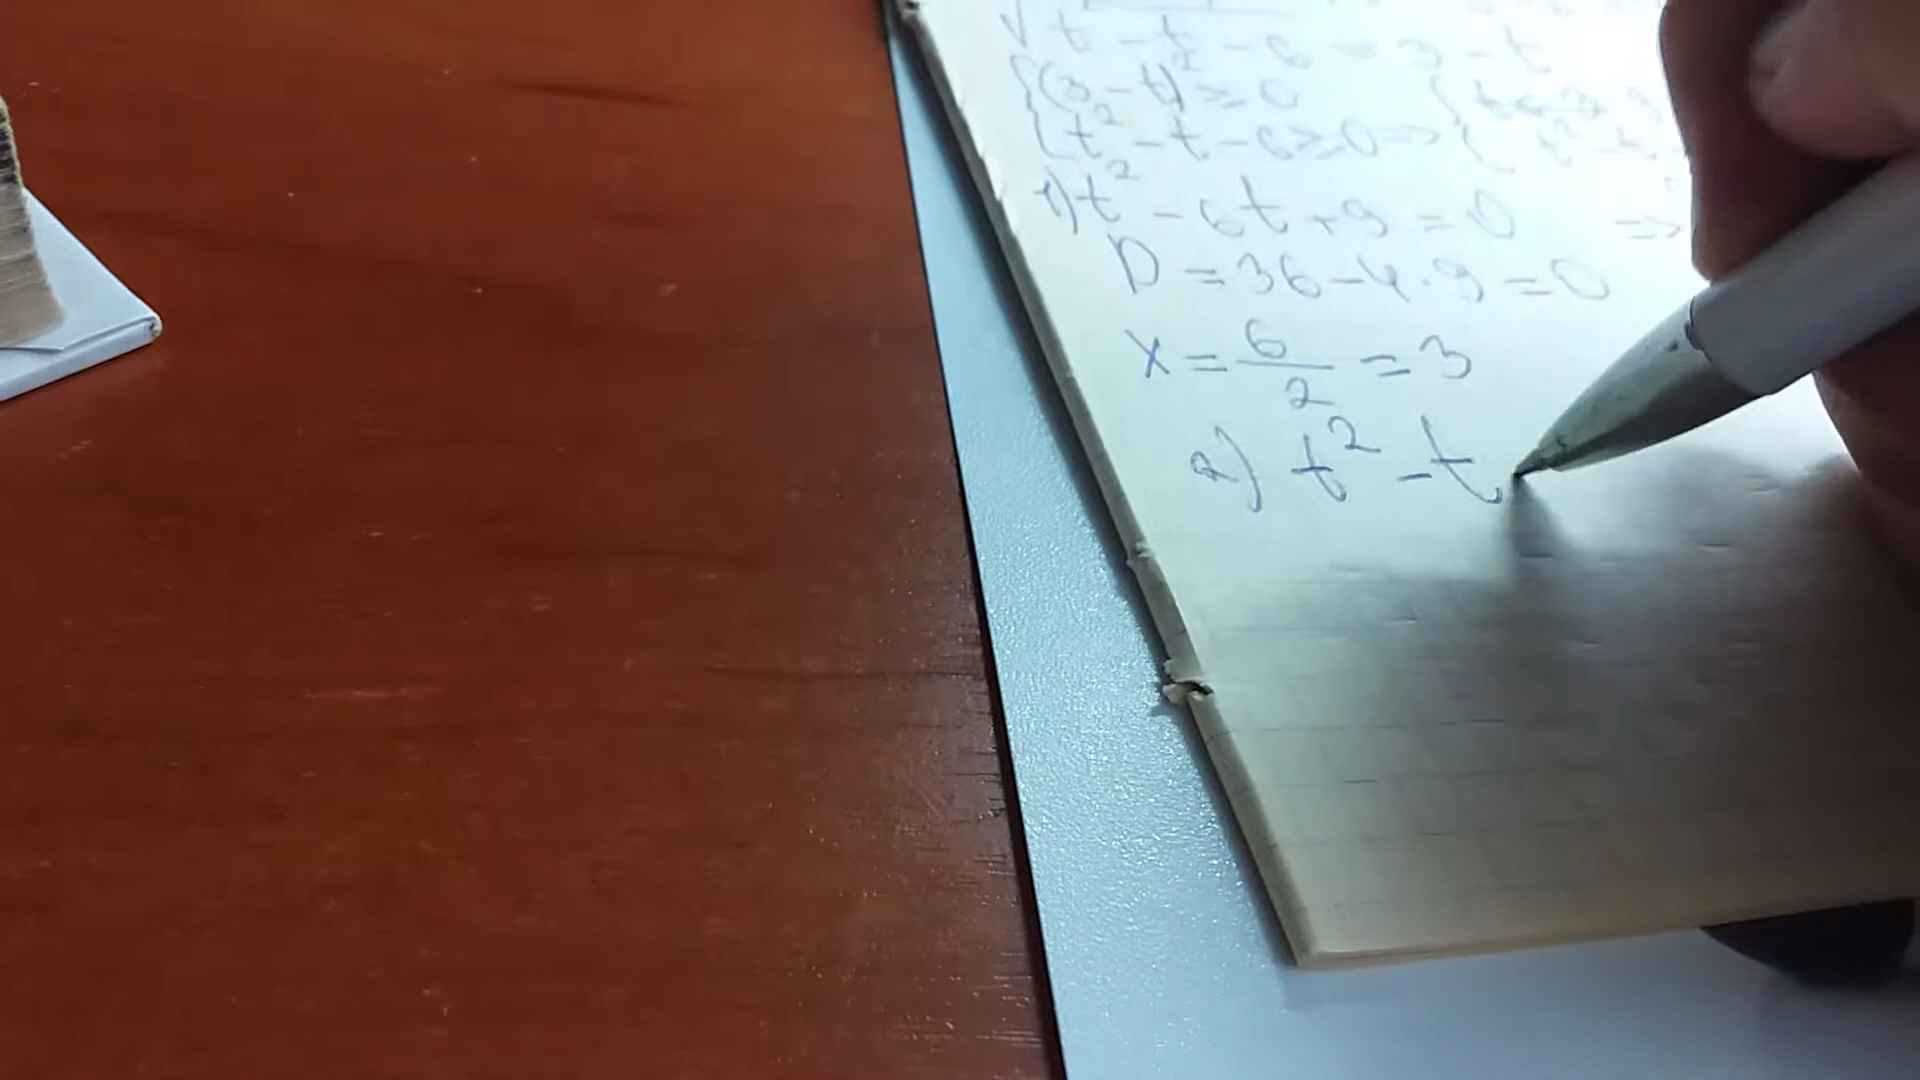 √t - t - 6 = 3 - t
{(3 - t)² ≥ 0
{t² - t - 6 ≥ 0 => {
1) t² - 6t + 9 = 0 =>
D = 36 - 4 · 9 = 0
x = 6/2 = 3
2) t² - t